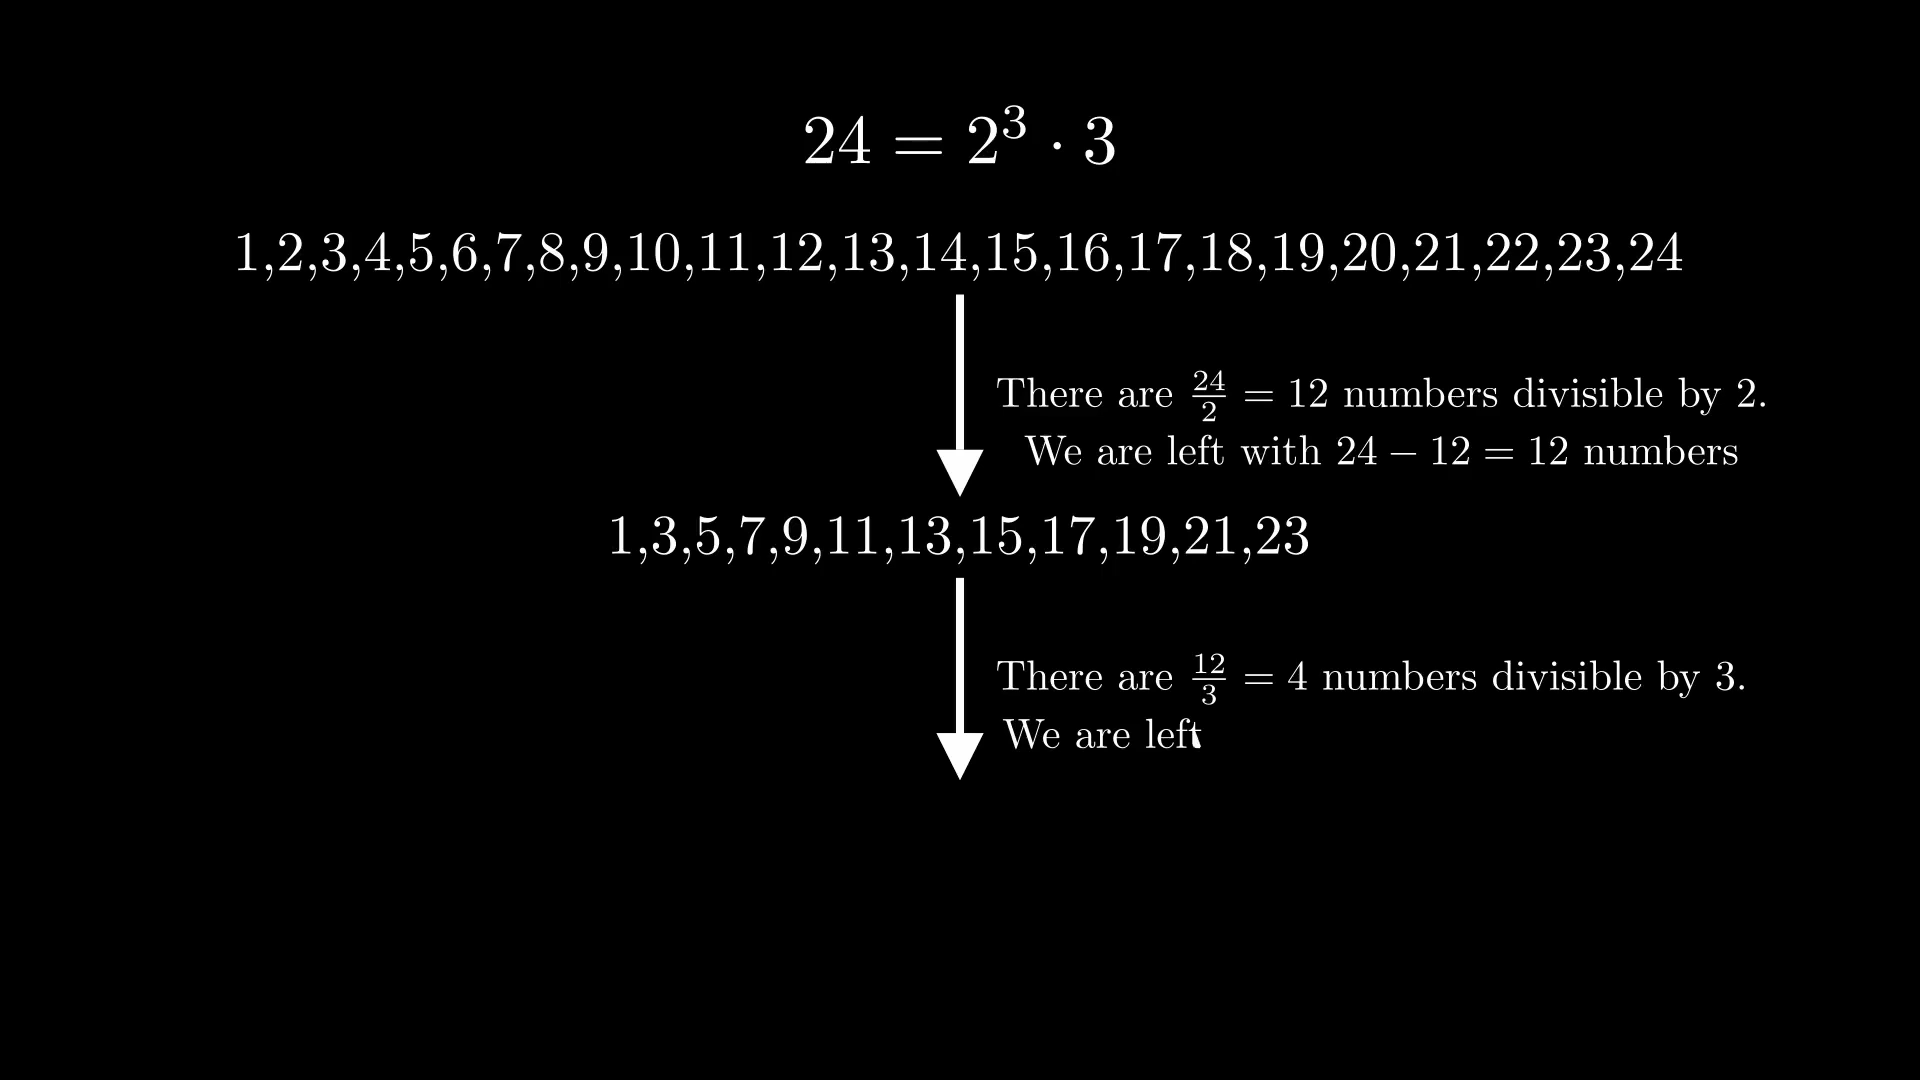 24 = 2³ · 3
1,2,3,4,5,6,7,8,9,10,11,12,13,14,15,16,17,18,19,20,21,22,23,24
There are 24/2 = 12 numbers divisible by 2.
We are left with 24 − 12 = 12 numbers
1,3,5,7,9,11,13,15,17,19,21,23
There are 12/3 = 4 numbers divisible by 3.
We are left